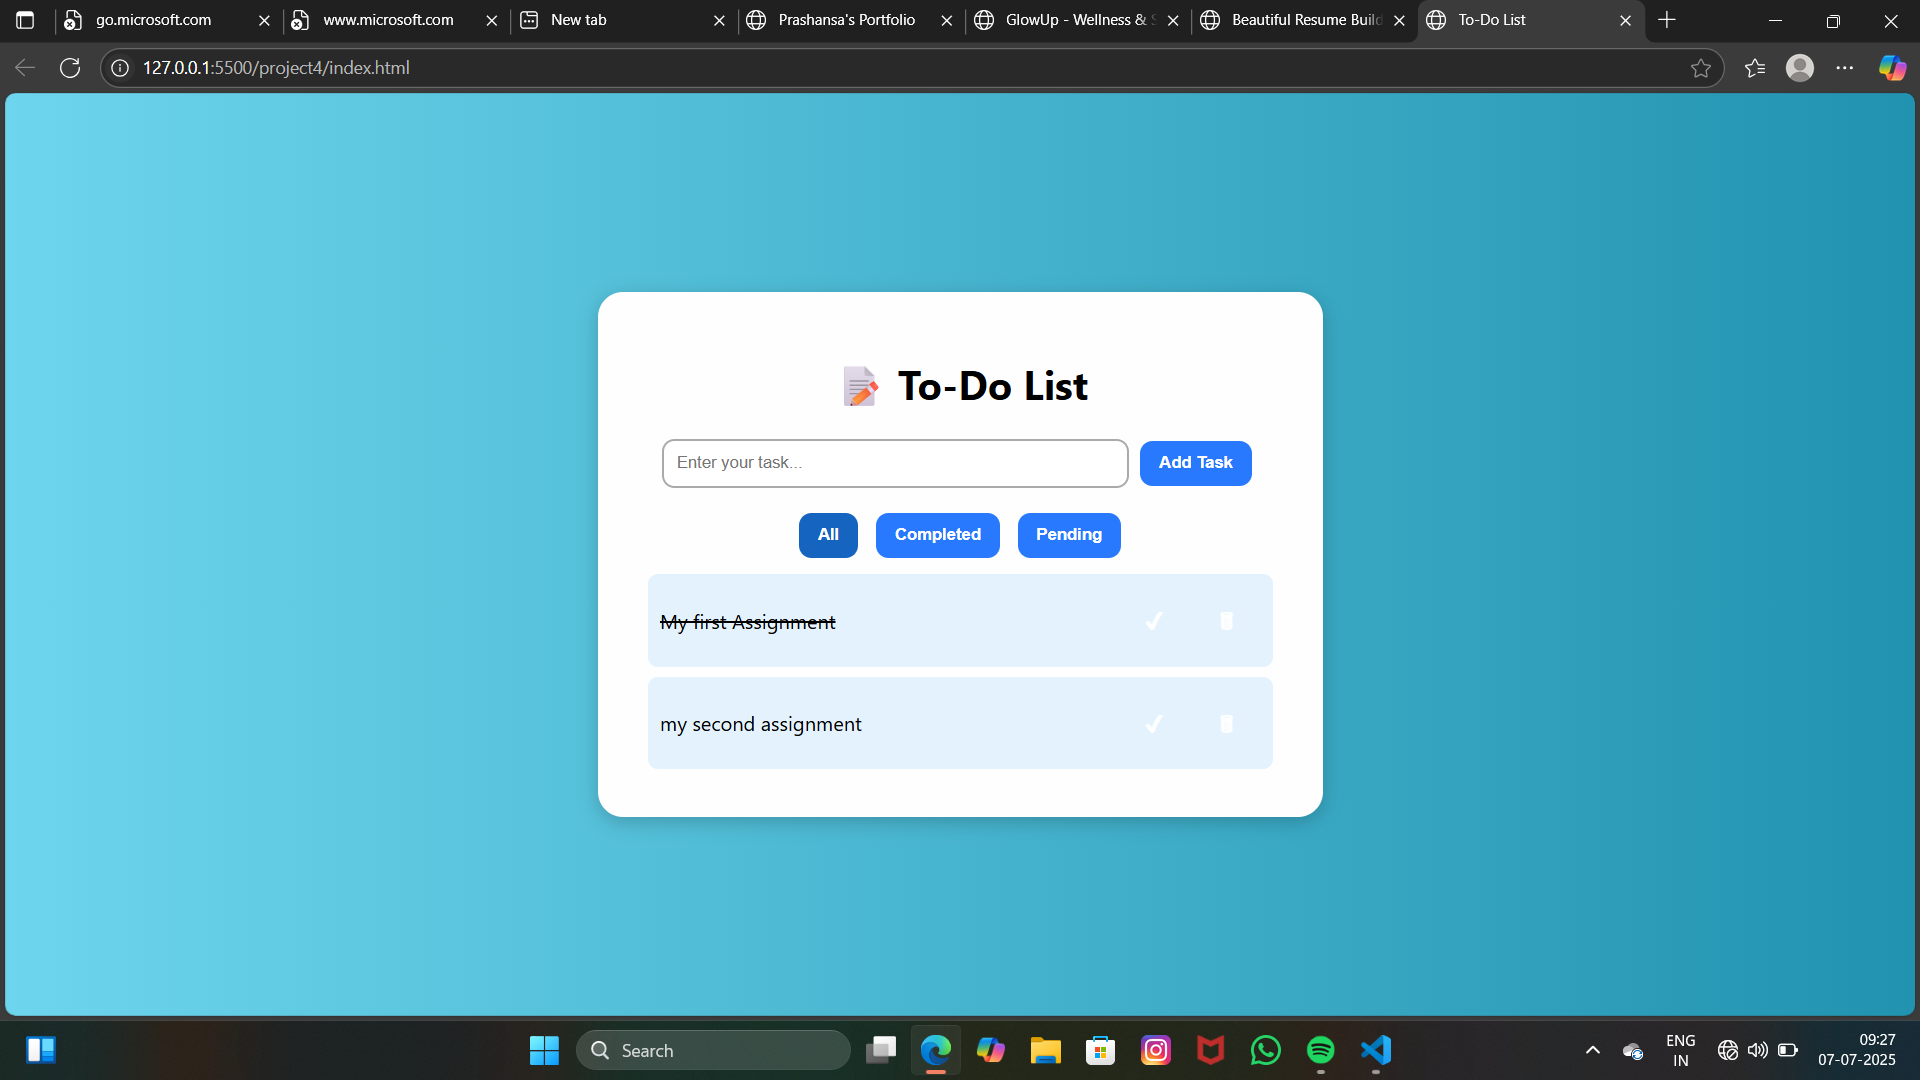 go.microsoft.com
www.microsoft.com
New tab
Prashansa's Portfolio
GlowUp - Wellness &
Beautiful Resume Build
To-Do List
127.0.0.1:5500/project4/index.html
To-Do List
Enter your task...
Add Task
All
Completed
Pending
My first Assignment
my second assignment
Search
ENG
IN
09:27
07-07-2025